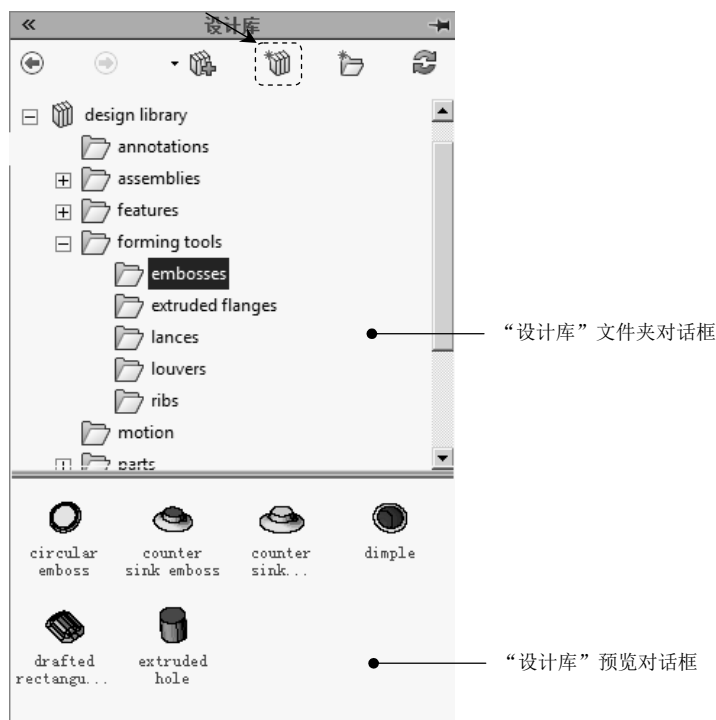 设计库
design library
annotations
assemblies
features
forming tools
embosses
extruded flanges
lances
louvers
ribs
motion
parts
“设计库”文件夹对话框
circular
emboss
counter
sink emboss
counter
sink...
dimple
drafted
rectangu...
extruded
hole
“设计库”预览对话框